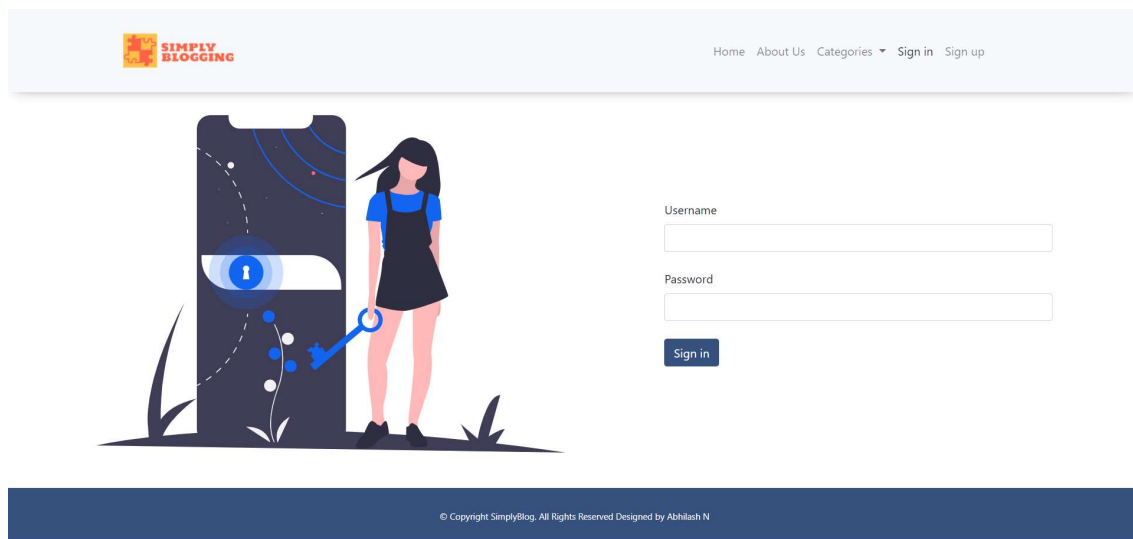 SIMPLY
BLOGGING
Home About Us Categories Sign in Sign up
Username
Password
Sign in
© Copyright SimplyBlog. All Rights Reserved Designed by Abhilash N